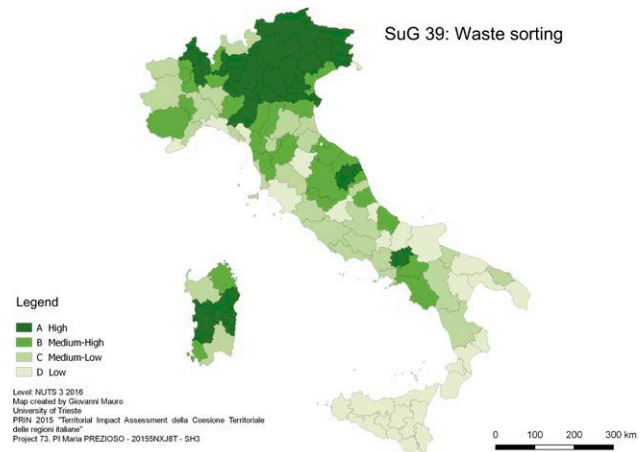 SuG 39: Waste sorting
Legend
A High
B Medium-High
C Medium-Low
D Low
Level: NUTS 3 2016
Map created by Giovanni Mauro
University of Trieste
PRIN 2015 "Territorial Impact Assessment della Coesione Territoriale
delle regioni italiane"
Project 73. PI Maria PREZIOSO - 20155NXJ8T - SH3
0 100 200 300 km